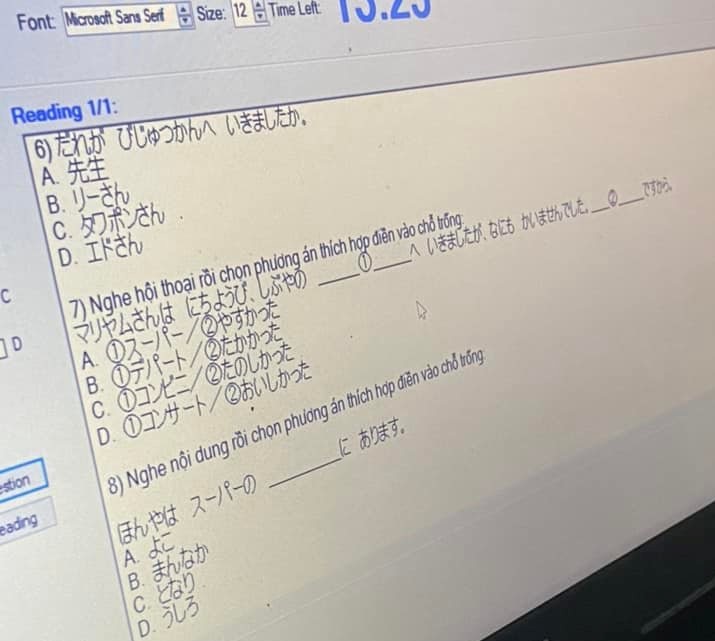 Font: Microsoft Sans Serif Size: 12 Time Left:
Reading 1/1:
6) だれが びじゅつかんへ いきましたか。
A. 先生
B. リーさん
C. タワポンさん
D. エドさん
7) Nghe hội thoại rồi chọn phương án thích hợp điền vào chỗ trống:
マリヤムさんは にちようび、しぶやの ____①____へ いきましたが、なにも かいませんでした。____②____ですから。
A. ①スーパー/②やすかった
B. ①デパート/②たかかった
C. ①コンビニ/②たのしかった
D. ①コンサート/②おいしかった
8) Nghe nội dung rồi chọn phương án thích hợp điền vào chỗ trống:
ほんやは スーパーの ________に あります。
A. よこ
B. まんなか
C. となり
D. うしろ
C
D
stion
eading